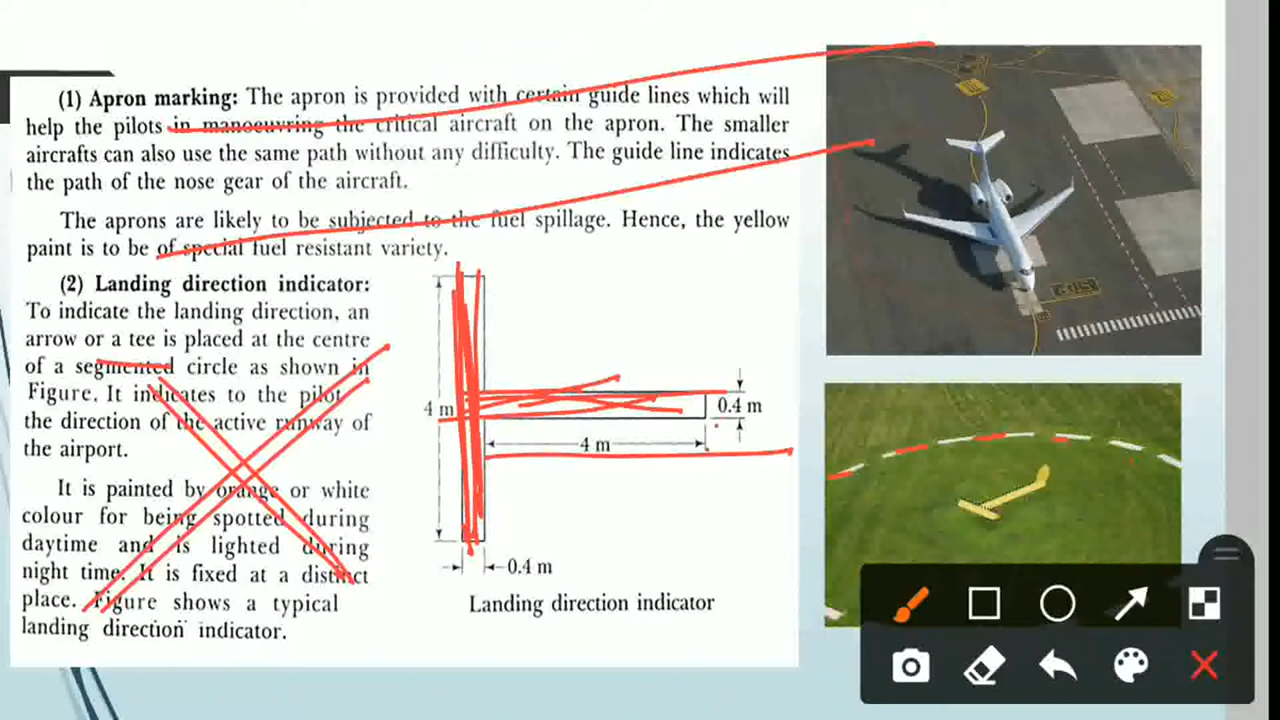 (1) Apron marking: The apron is provided with certain guide lines which will
help the pilots in manoeuvring the critical aircraft on the apron. The smaller
aircrafts can also use the same path without any difficulty. The guide line indicates
the path of the nose gear of the aircraft.
The aprons are likely to be subjected to the fuel spillage. Hence, the yellow
paint is to be of special fuel resistant variety.
(2) Landing direction indicator:
To indicate the landing direction, an
arrow or a tee is placed at the centre
of a segmented circle as shown in
Figure. It indicates to the pilot
the direction of the active runway of
the airport.
It is painted by orange or white
colour for being spotted during
daytime and is lighted during
night time. It is fixed at a distinct
place. Figure shows a typical
landing direction indicator.
4 m
0.4 m
4 m
0.4 m
Landing direction indicator